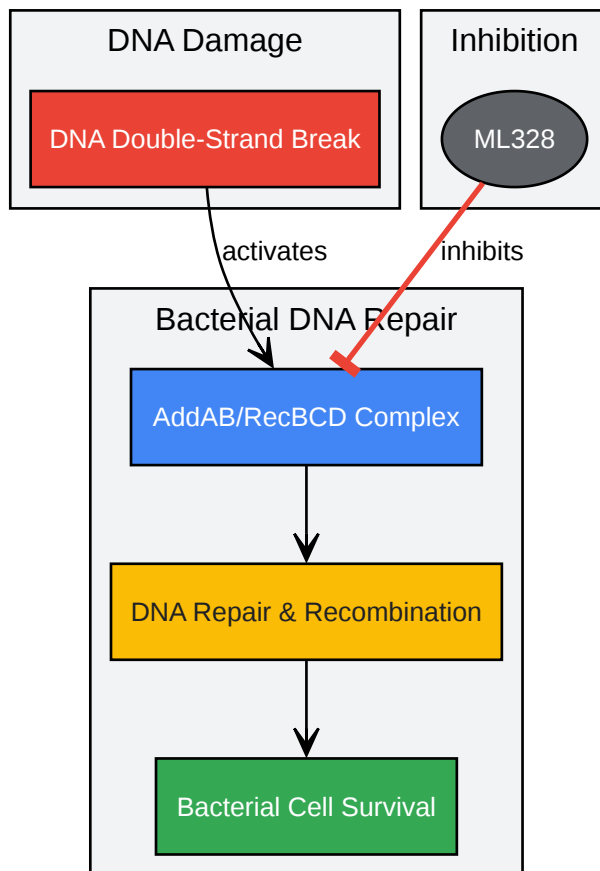 DNA Damage
Inhibition
DNA Double-Strand Break
ML328
activates
inhibits
Bacterial DNA Repair
AddAB/RecBCD Complex
DNA Repair & Recombination
Bacterial Cell Survival